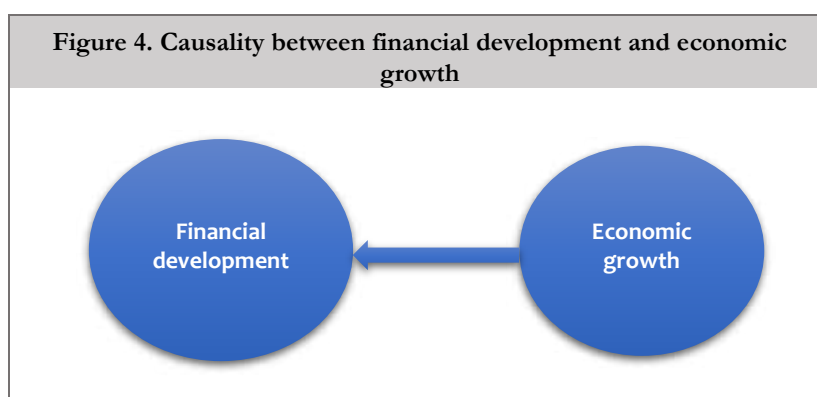 Figure 4. Causality between financial development and economic
growth
Financial
development
Economic
growth